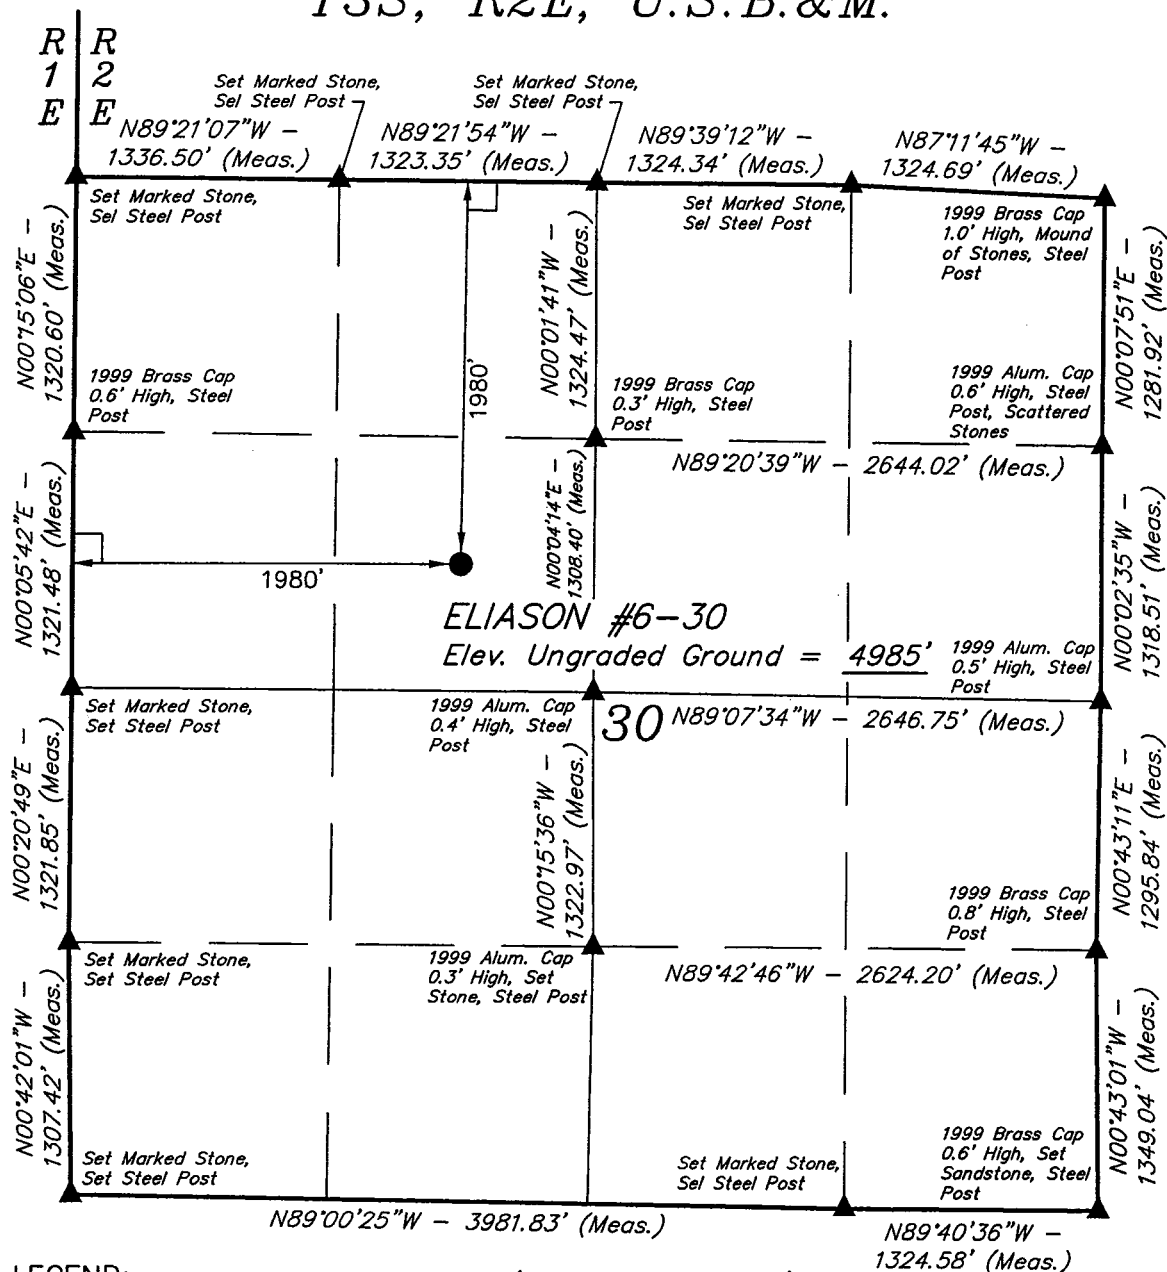 T3S, R2E, U.S.B.&M.
R R
1 2
E E
Set Marked Stone,
Sel Steel Post
Set Marked Stone,
Sel Steel Post
N89°21'07"W –
1336.50' (Meas.)
N89°21'54"W –
1323.35' (Meas.)
N89°39'12"W –
1324.34' (Meas.)
N87°11'45"W –
1324.69' (Meas.)
Set Marked Stone,
Sel Steel Post
Set Marked Stone,
Sel Steel Post
1999 Brass Cap
1.0' High, Mound
of Stones, Steel
Post
N00°15'06"E –
1320.60' (Meas.)
N00°01'41"W –
1324.47' (Meas.)
N00°07'51"E –
1281.92' (Meas.)
1980'
1999 Brass Cap
0.6' High, Steel
Post
1999 Brass Cap
0.3' High, Steel
Post
1999 Alum. Cap
0.6' High, Steel
Post, Scattered
Stones
N89°20'39"W – 2644.02' (Meas.)
N00°05'42"E –
1321.48' (Meas.)
N00°04'14"E –
1308.40' (Meas.)
N00°02'35"W –
1318.51' (Meas.)
1980'
ELIASON #6-30
Elev. Ungraded Ground = 4985'
1999 Alum. Cap
0.5' High, Steel
Post
Set Marked Stone,
Set Steel Post
1999 Alum. Cap
0.4' High, Steel
Post
30
N89°07'34"W – 2646.75' (Meas.)
N00°20'49"E –
1321.85' (Meas.)
N00°15'36"W –
1322.97' (Meas.)
N00°43'11"E –
1295.84' (Meas.)
1999 Brass Cap
0.8' High, Steel
Post
Set Marked Stone,
Set Steel Post
1999 Alum. Cap
0.3' High, Set
Stone, Steel Post
N89°42'46"W – 2624.20' (Meas.)
N00°42'01"W –
1307.42' (Meas.)
N00°43'01"W –
1349.04' (Meas.)
Set Marked Stone,
Set Steel Post
Set Marked Stone,
Sel Steel Post
1999 Brass Cap
0.6' High, Set
Sandstone, Steel
Post
N89°00'25"W – 3981.83' (Meas.)
N89°40'36"W –
1324.58' (Meas.)
LEGEND: